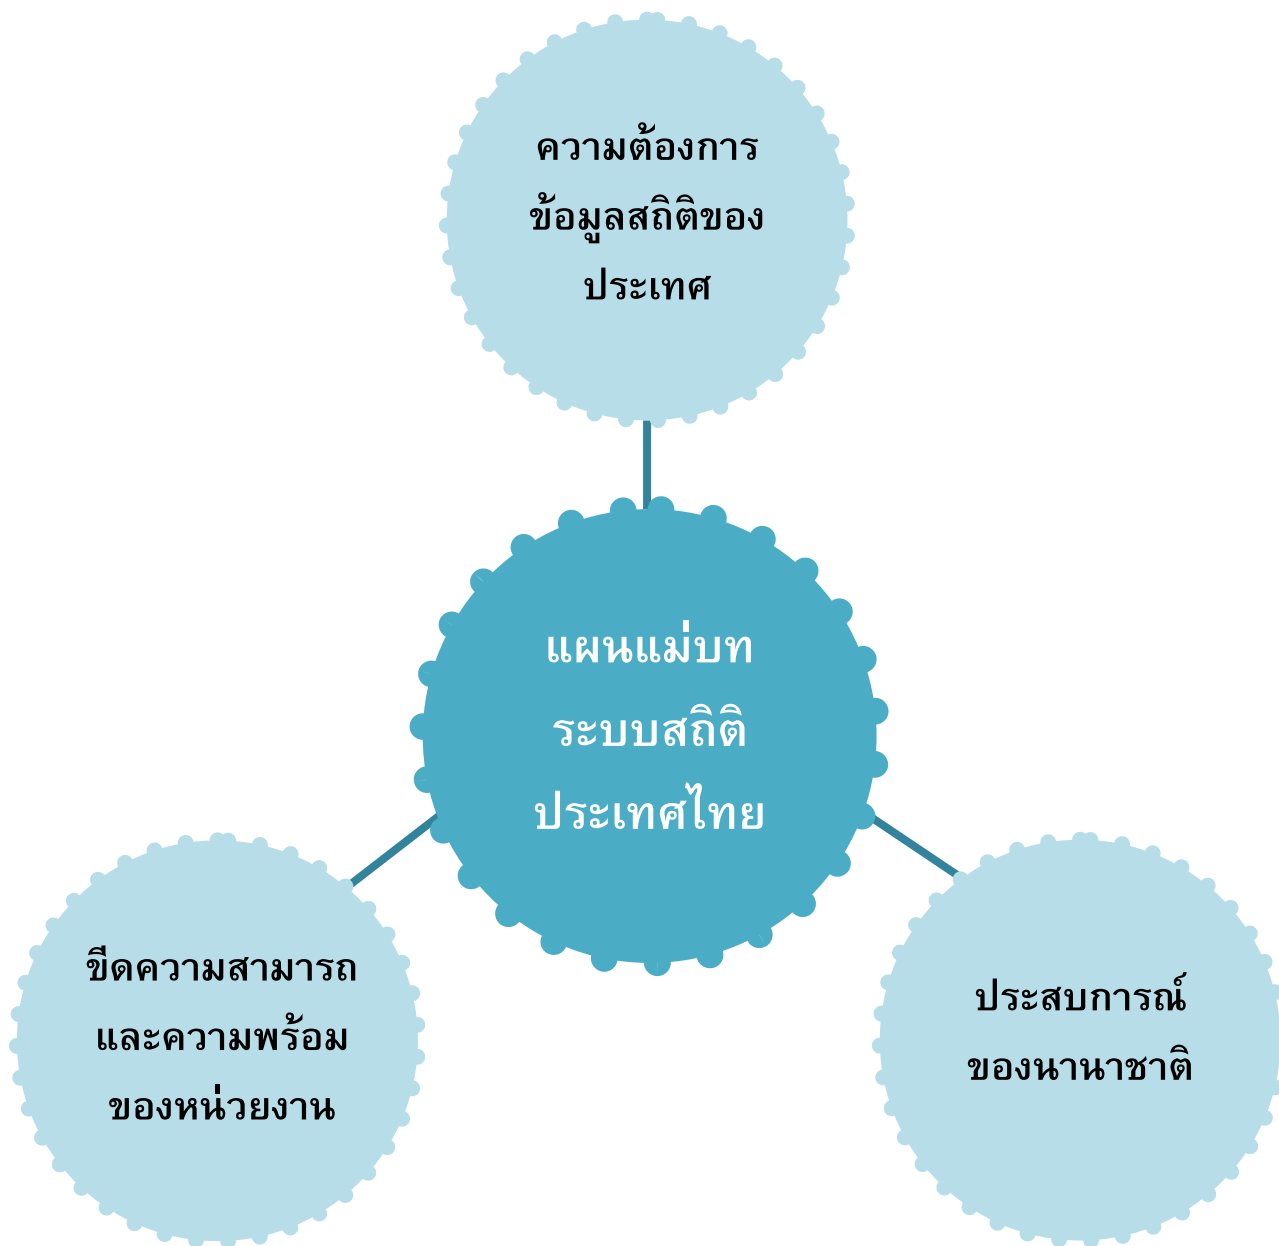 ความต้องการ
ข้อมูลสถิติของ
ประเทศ
แผนแม่บท
ระบบสถิติ
ประเทศไทย
ขีดความสามารถ
และความพร้อม
ของหน่วยงาน
ประสบการณ์
ของนานาชาติ